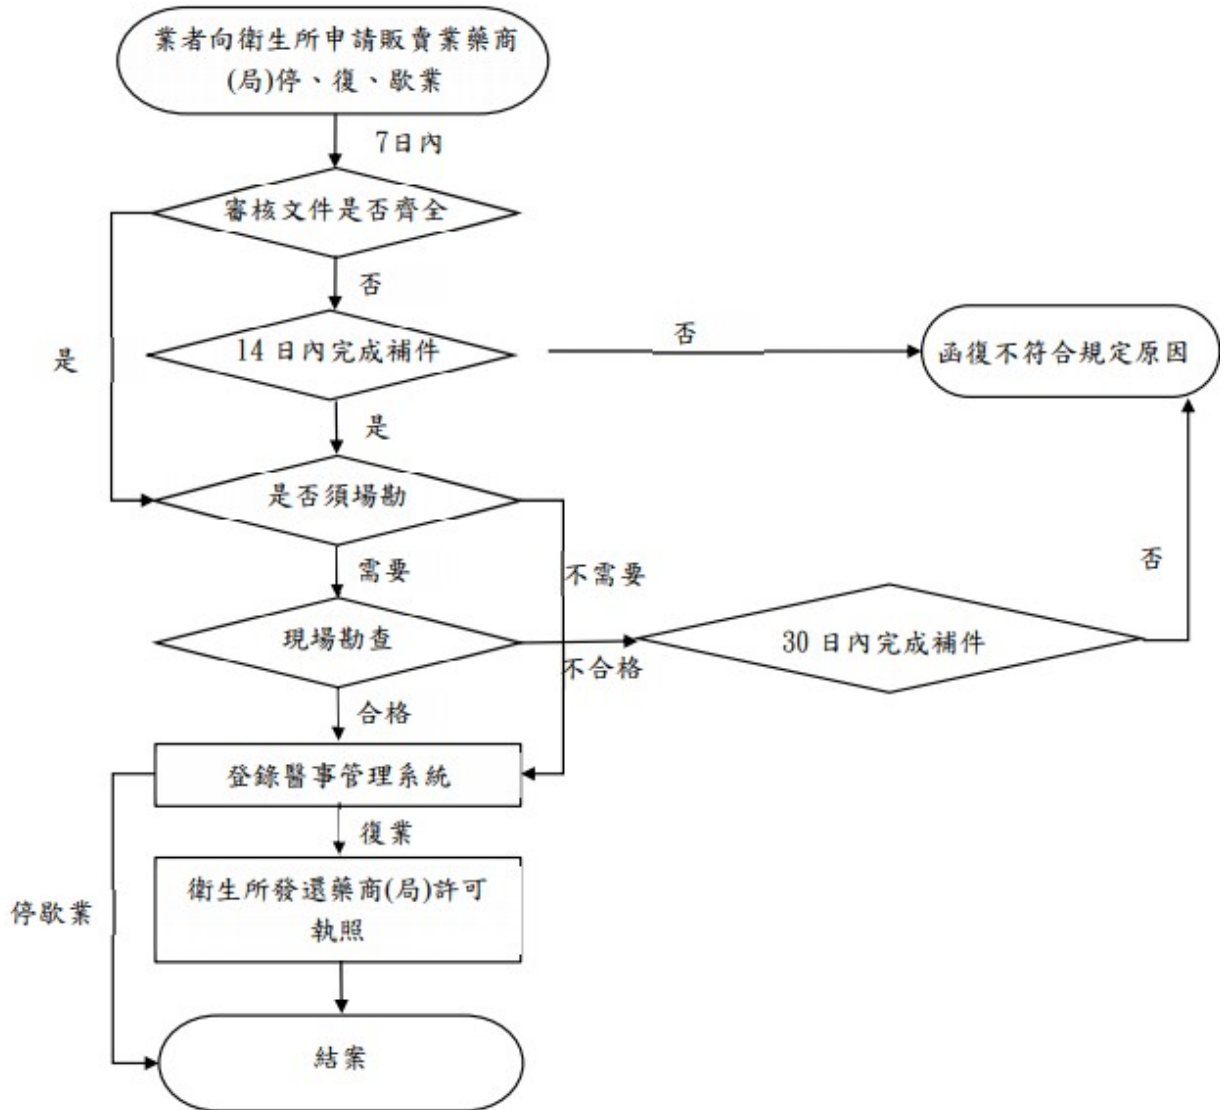 業者向衛生所申請販賣業藥商
(局)停、復、歇業
7日內
審核文件是否齊全
否
14 日內完成補件
否
函復不符合規定原因
是
是
是否須場勘
需要
不需要
否
現場勘查
30 日內完成補件
不合格
合格
登錄醫事管理系統
復業
衛生所發還藥商(局)許可
執照
停歇業
結案